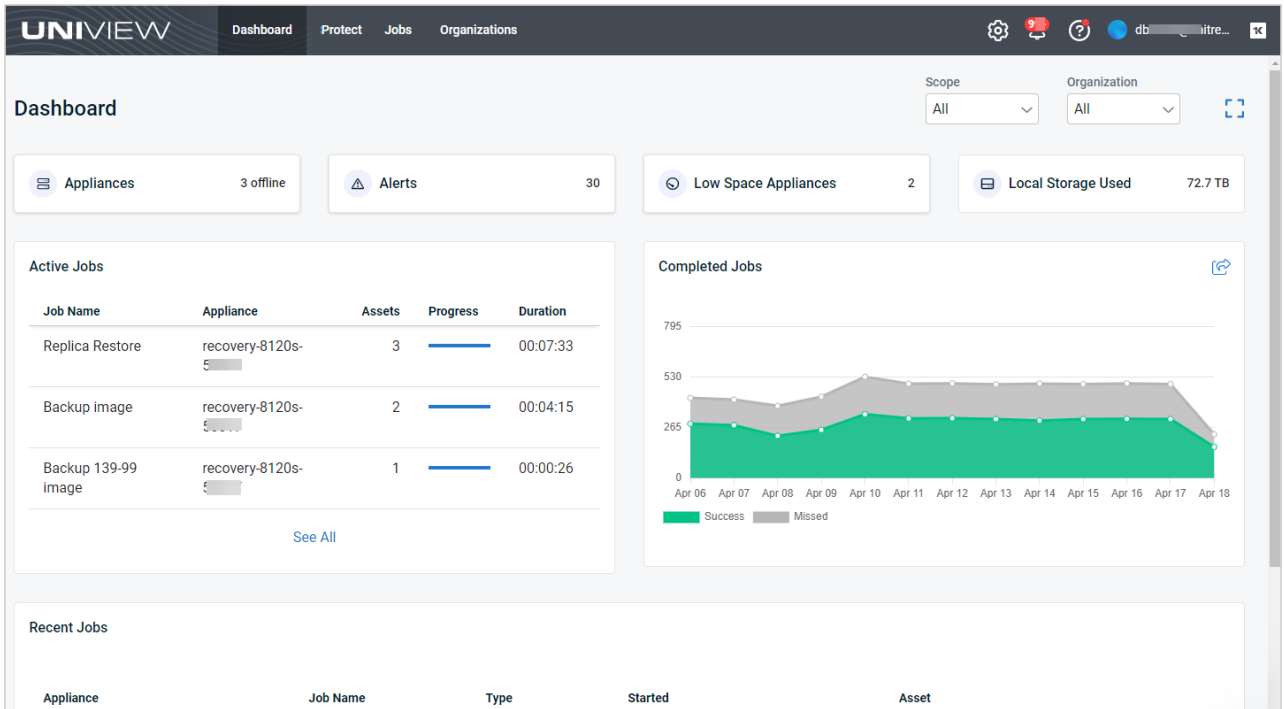 UNIVIEW Dashboard Protect Jobs Organizations
Scope Organization
Dashboard All All
Appliances 3 offline Alerts 30 Low Space Appliances 2 Local Storage Used 72.7 TB
Active Jobs
Job Name Appliance Assets Progress Duration
Replica Restore recovery-8120s- 3 00:07:33
Backup image recovery-8120s- 2 00:04:15
Backup 139-99 recovery-8120s- 1 00:00:26
image
See All
Completed Jobs
795
530
265
0
Apr 06 Apr 07 Apr 08 Apr 09 Apr 10 Apr 11 Apr 12 Apr 13 Apr 14 Apr 15 Apr 16 Apr 17 Apr 18
Success Missed
Recent Jobs
Appliance Job Name Type Started Asset